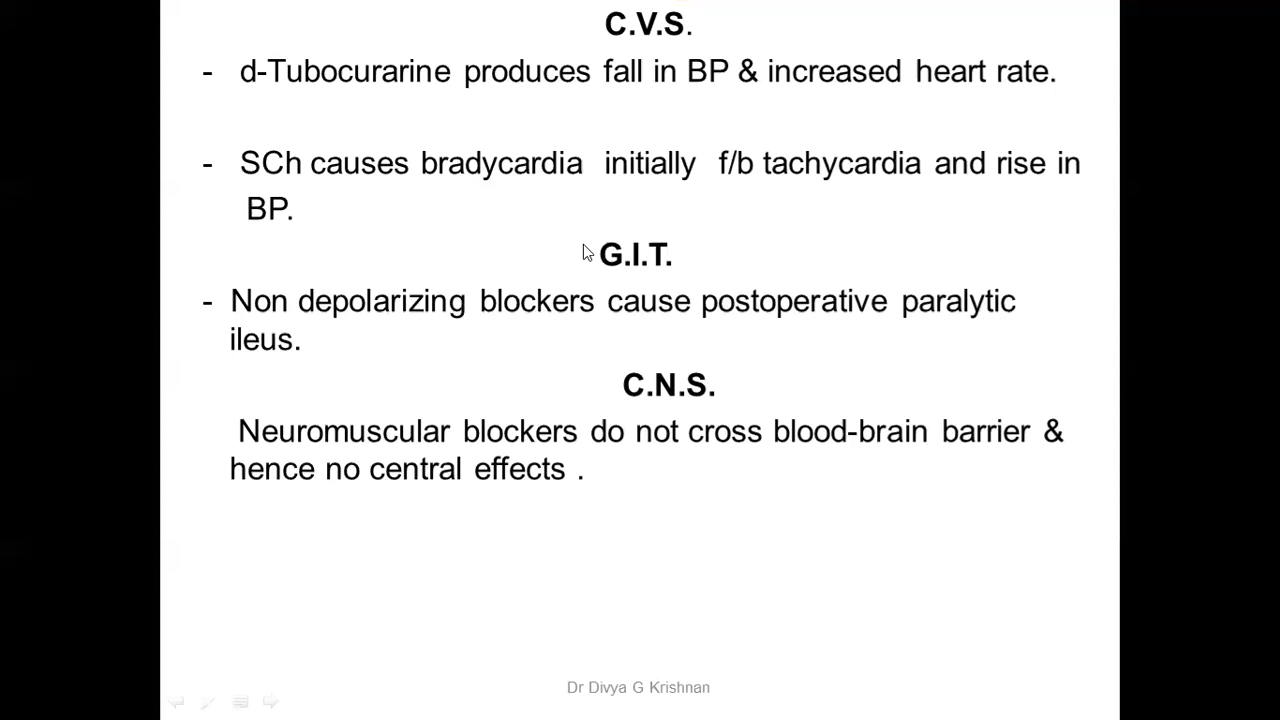 C.V.S.
- d-Tubocurarine produces fall in BP & increased heart rate.
- SCh causes bradycardia initially f/b tachycardia and rise in
BP.
G.I.T.
- Non depolarizing blockers cause postoperative paralytic
ileus.
C.N.S.
Neuromuscular blockers do not cross blood-brain barrier &
hence no central effects .
Dr Divya G Krishnan